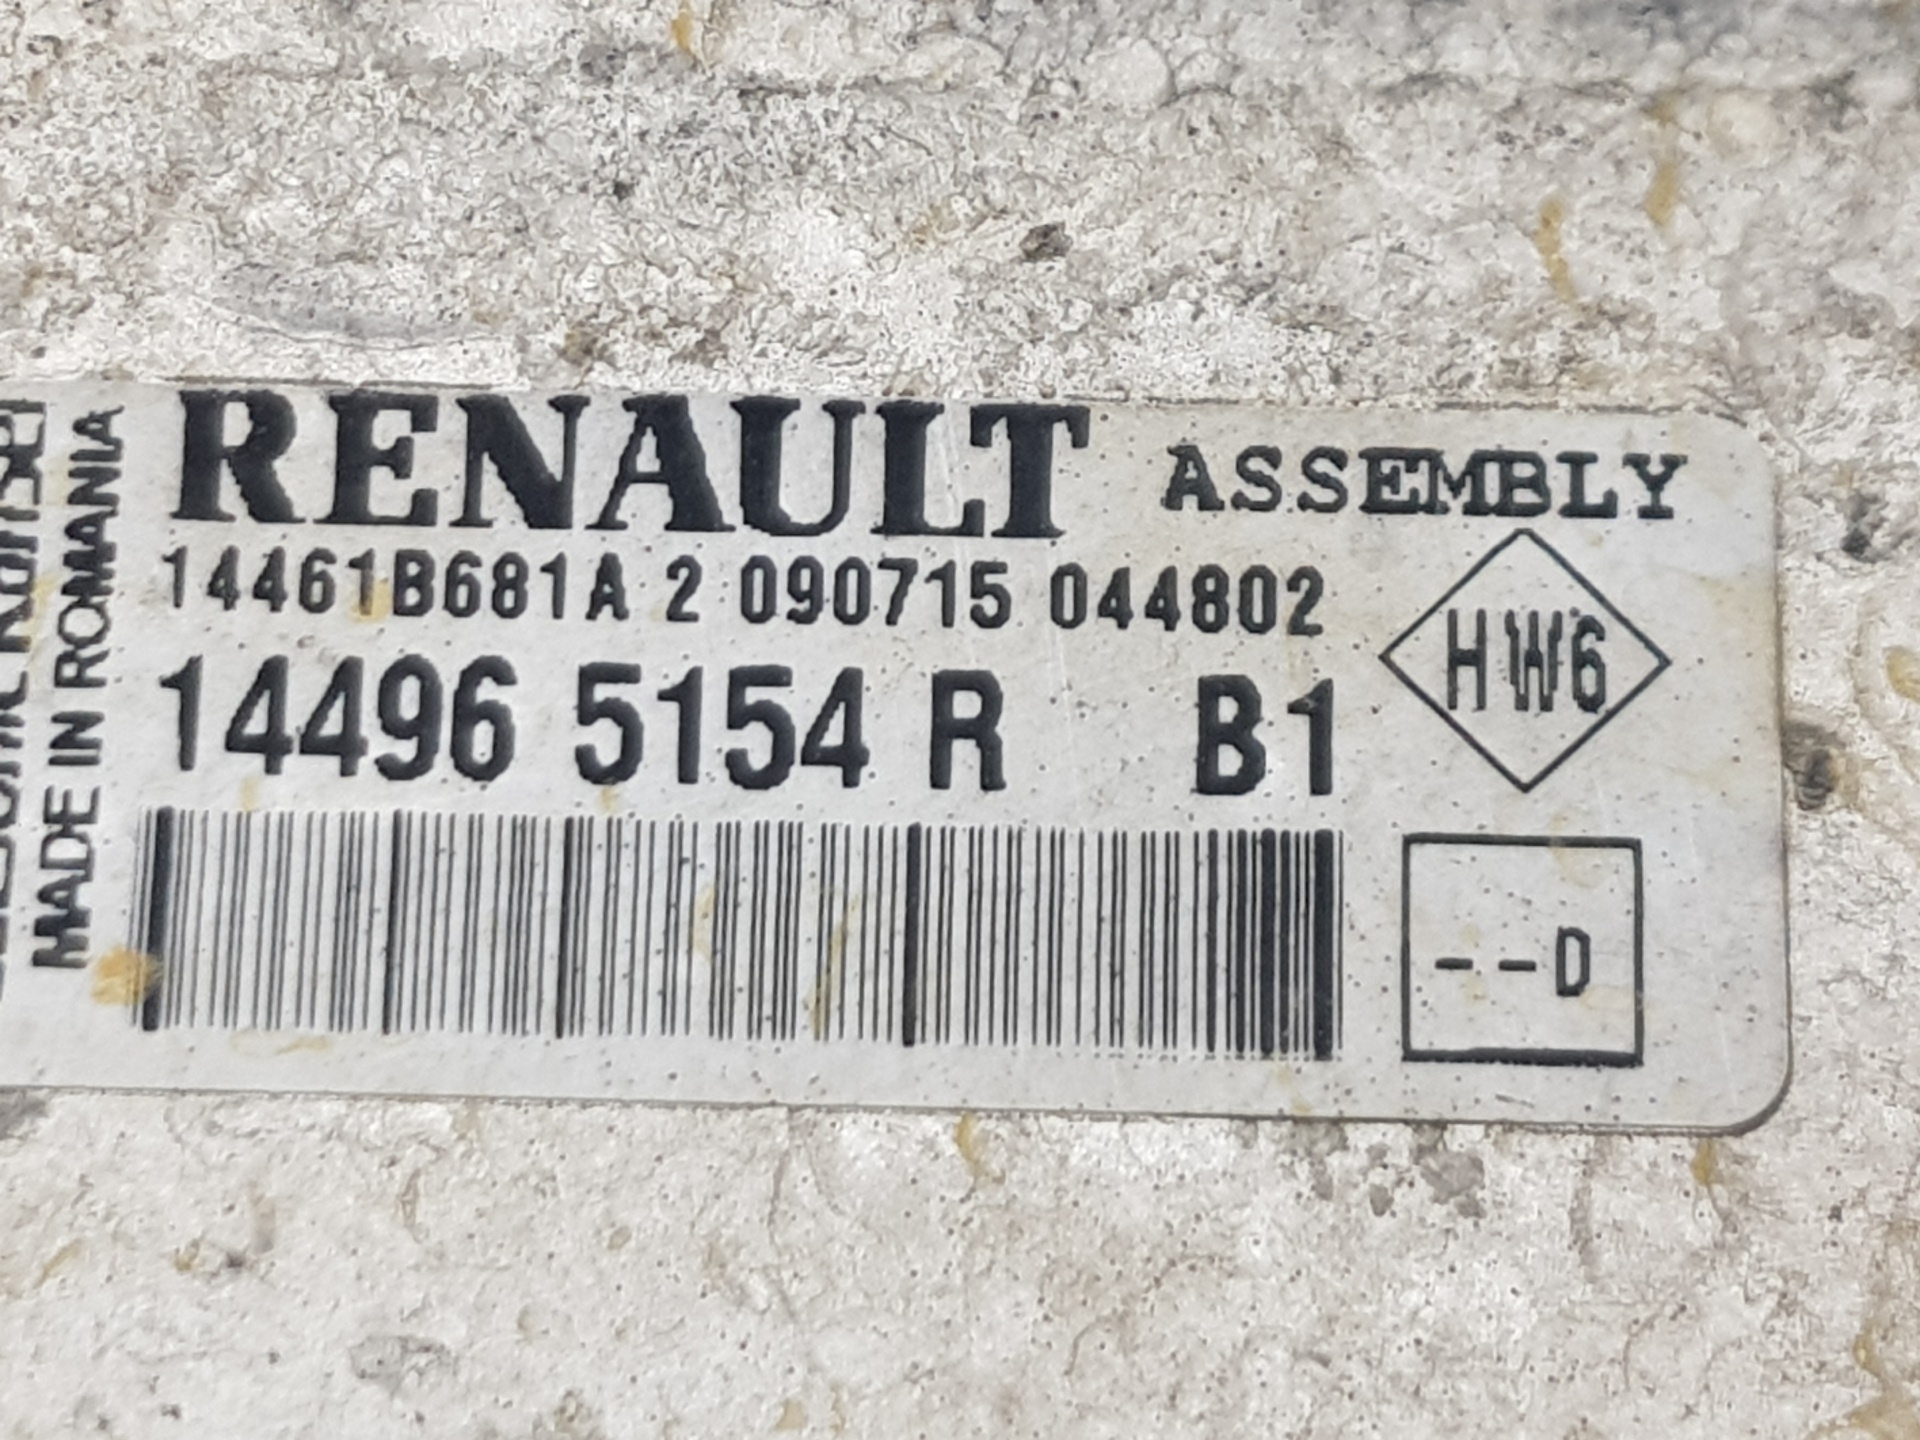 MADE IN ROMANIA
RENAULT ASSEMBLY
14461B681A 2 090715 044802
14496 5154 R B1
HW6
--D